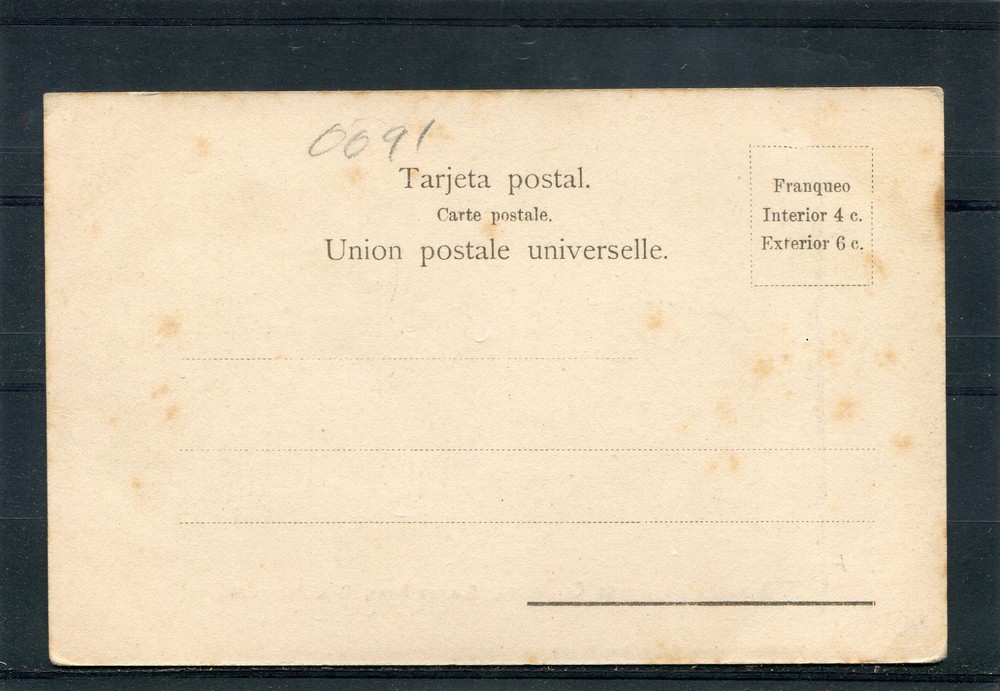 0691
Tarjeta postal.
Carte postale.
Union postale universelle.
Franqueo
Interior 4 c.
Exterior 6 c.